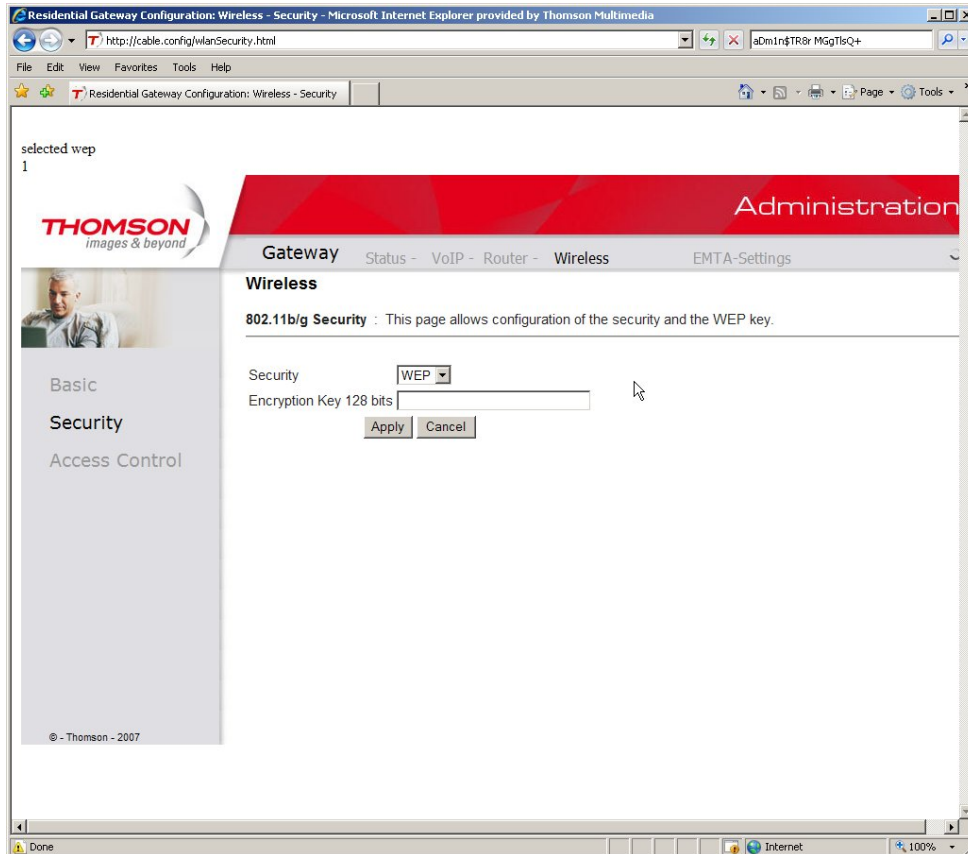 Residential Gateway Configuration: Wireless - Security - Microsoft Internet Explorer provided by Thomson Multimedia
http://cable.config/wlanSecurity.html
aDm1n$TR8r MGgTlsQ+
File Edit View Favorites Tools Help
Residential Gateway Configuration: Wireless - Security
Page Tools
selected wep
1
THOMSON
images & beyond
Administration
Gateway Status - VoIP - Router - Wireless EMTA-Settings
Wireless
802.11b/g Security : This page allows configuration of the security and the WEP key.
Basic
Security
Access Control
Security WEP
Encryption Key 128 bits
Apply Cancel
© - Thomson - 2007
Done Internet 100%